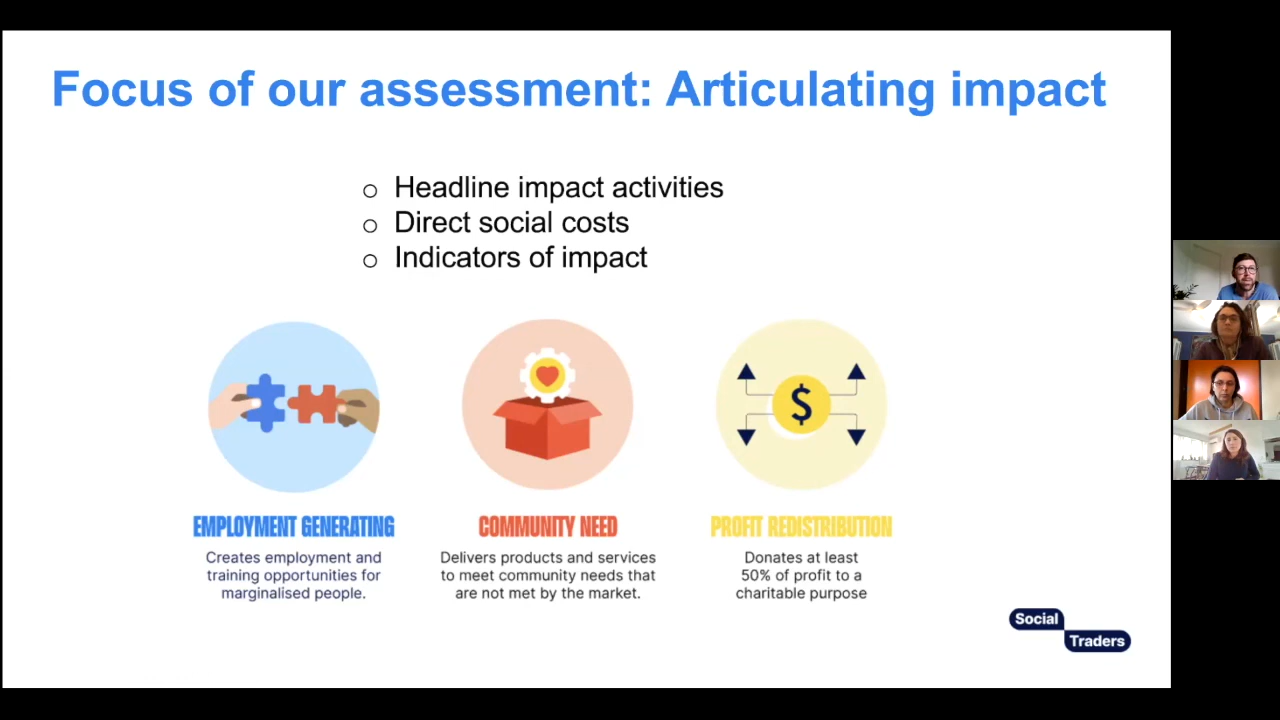 Focus of our assessment: Articulating impact
o Headline impact activities
o Direct social costs
o Indicators of impact
$
EMPLOYMENT GENERATING
Creates employment and
training opportunities for
marginalised people.
COMMUNITY NEED
Delivers products and services
to meet community needs that
are not met by the market.
PROFIT REDISTRIBUTION
Donates at least
50% of profit to a
charitable purpose
Social
Traders